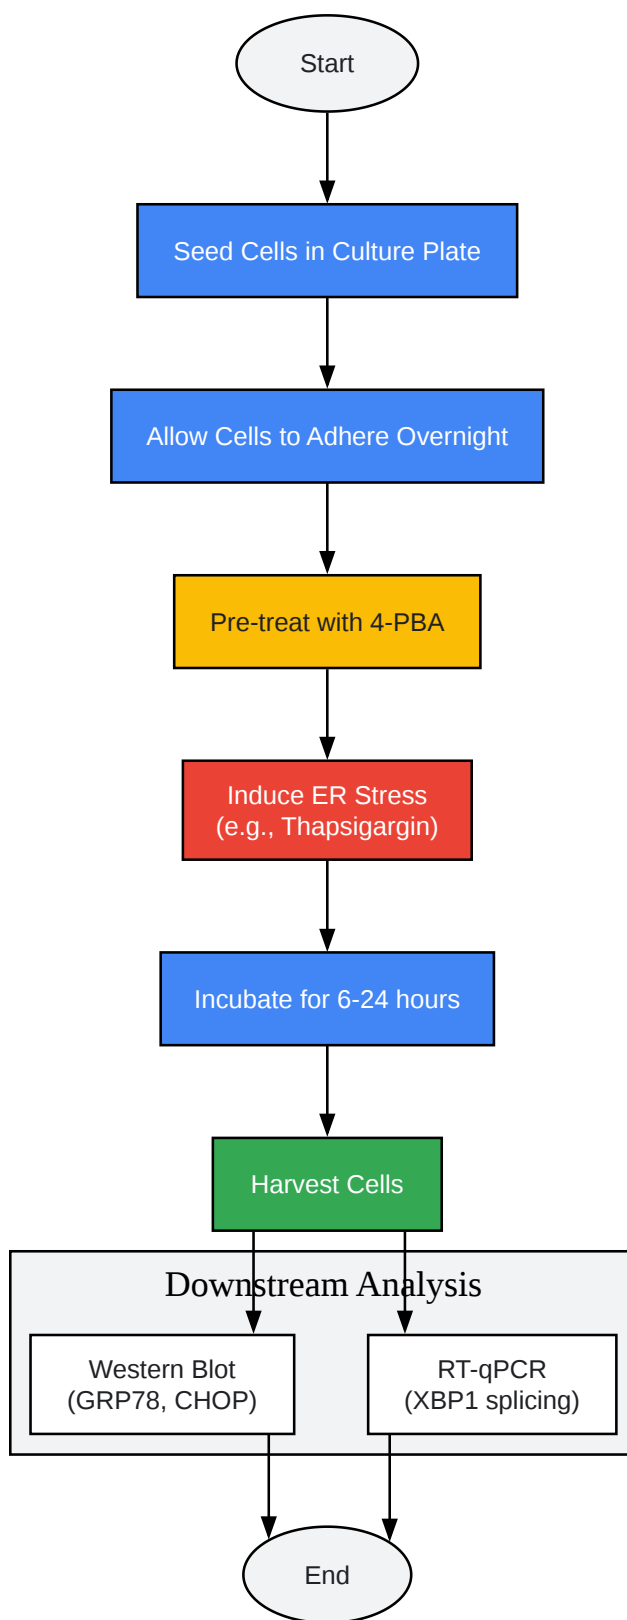 Start
Seed Cells in Culture Plate
Allow Cells to Adhere Overnight
Pre-treat with 4-PBA
Induce ER Stress
(e.g., Thapsigargin)
Incubate for 6-24 hours
Harvest Cells
Downstream Analysis
Western Blot
(GRP78, CHOP)
RT-qPCR
(XBP1 splicing)
End